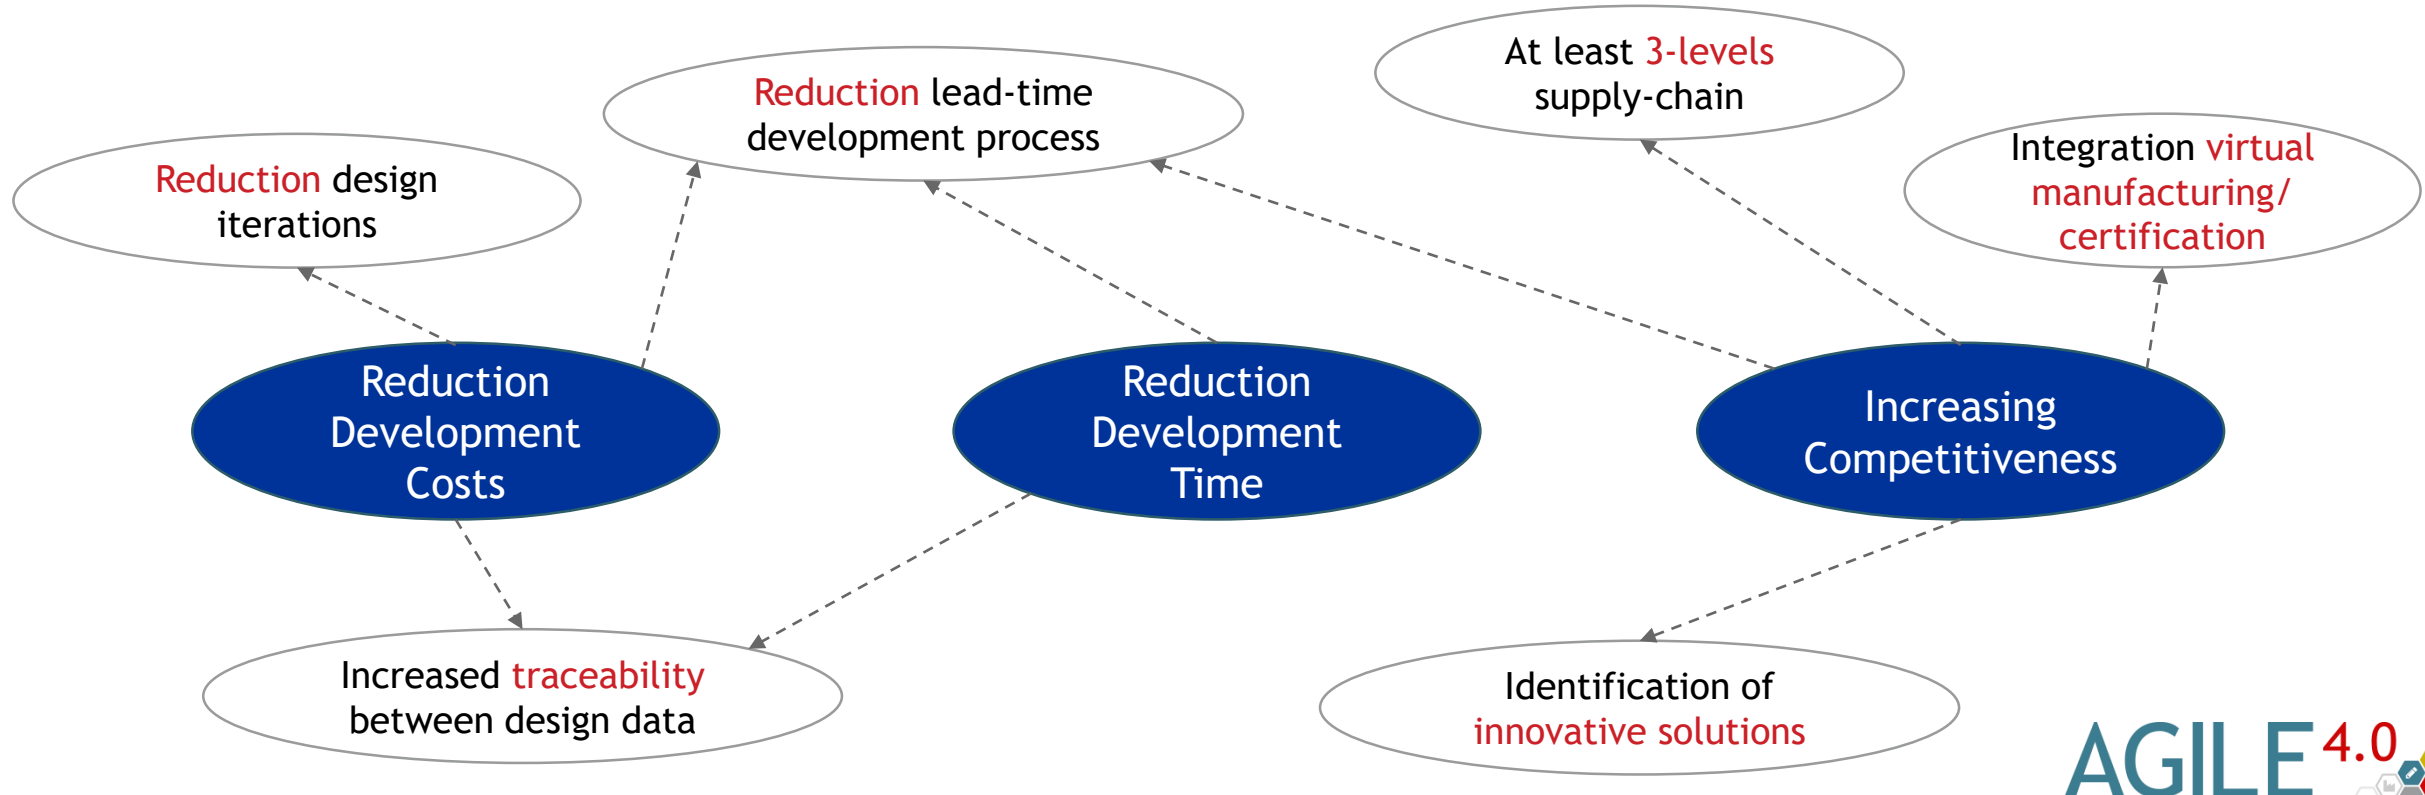 At least 3-levels
supply-chain
Reduction lead-time
development process
Integration virtual
manufacturing/
certification
Reduction design
iterations
Reduction
Development
Costs
Reduction
Development
Time
Increasing
Competitiveness
Increased traceability
between design data
Identification of
innovative solutions
AGILE 4.0